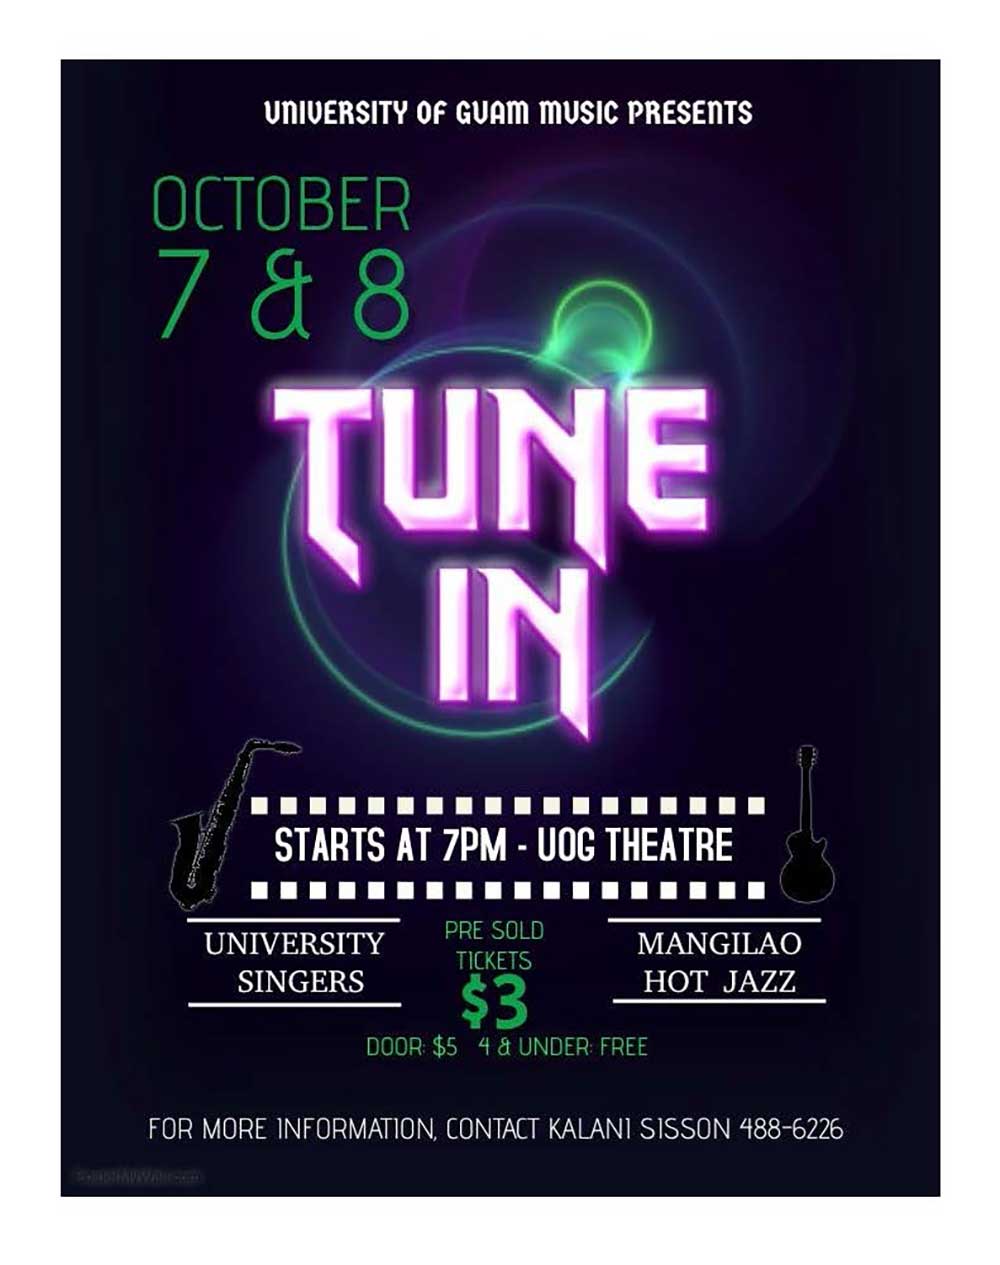 UNIVERSITY OF GUAM MUSIC PRESENTS
OCTOBER
7 & 8
TUNE
IN
STARTS AT 7PM - UOG THEATRE
UNIVERSITY
SINGERS
PRE SOLD
TICKETS
$3
MANGILAO
HOT JAZZ
DOOR: $5 4 & UNDER: FREE
FOR MORE INFORMATION, CONTACT KALANI SISSON 488-6226